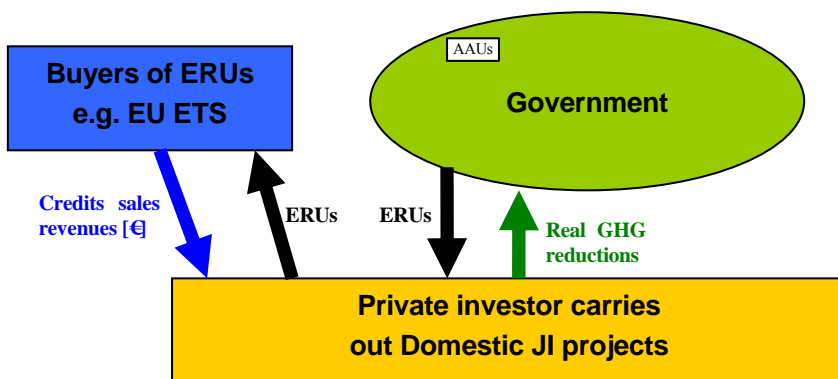 AAUs
Buyers of ERUs
e.g. EU ETS
Government
Credits sales
revenues [€]
ERUs
ERUs
Real GHG
reductions
Private investor carries
out Domestic JI projects